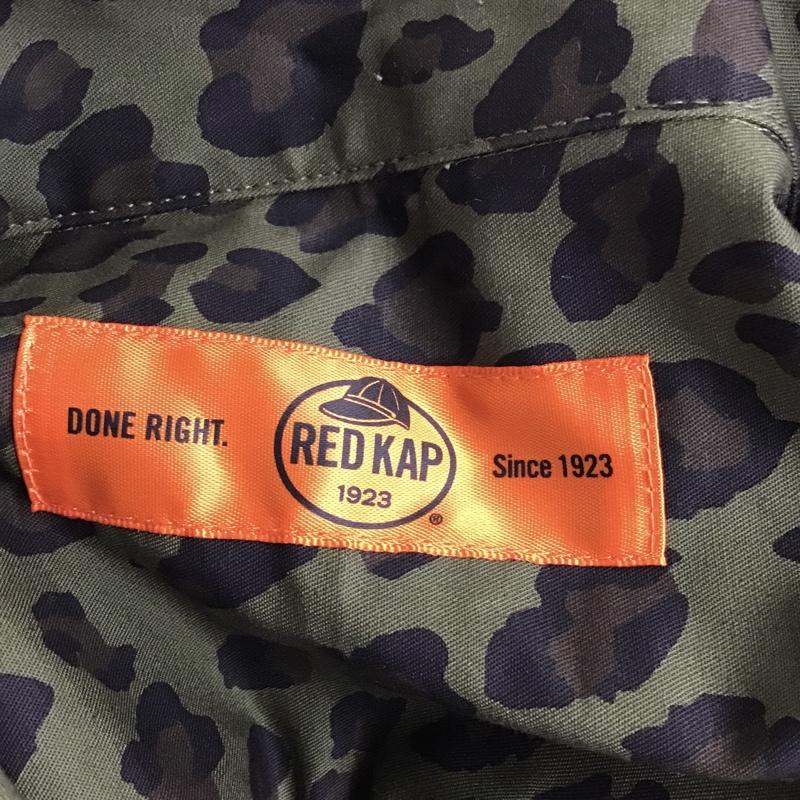 DONE RIGHT.
RED KAP
1923
®
Since 1923